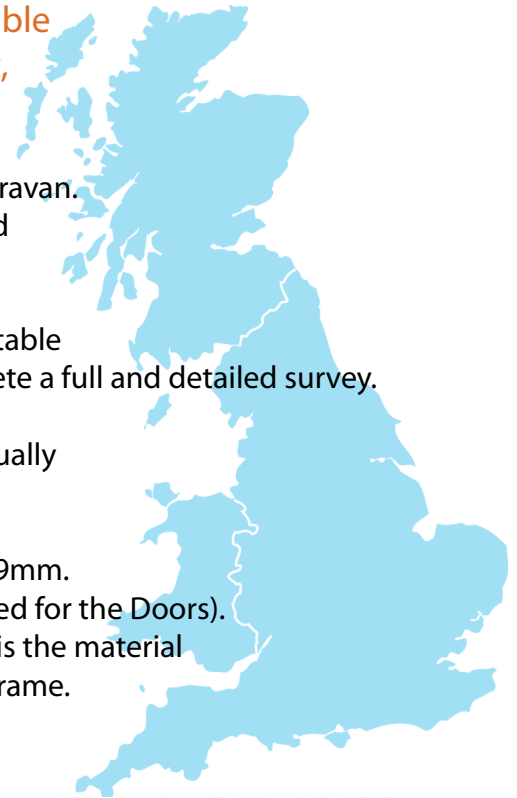 ble
,
ravan.
d
table
ete a full and detailed survey.
ually
9mm.
ed for the Doors).
is the material
rame.